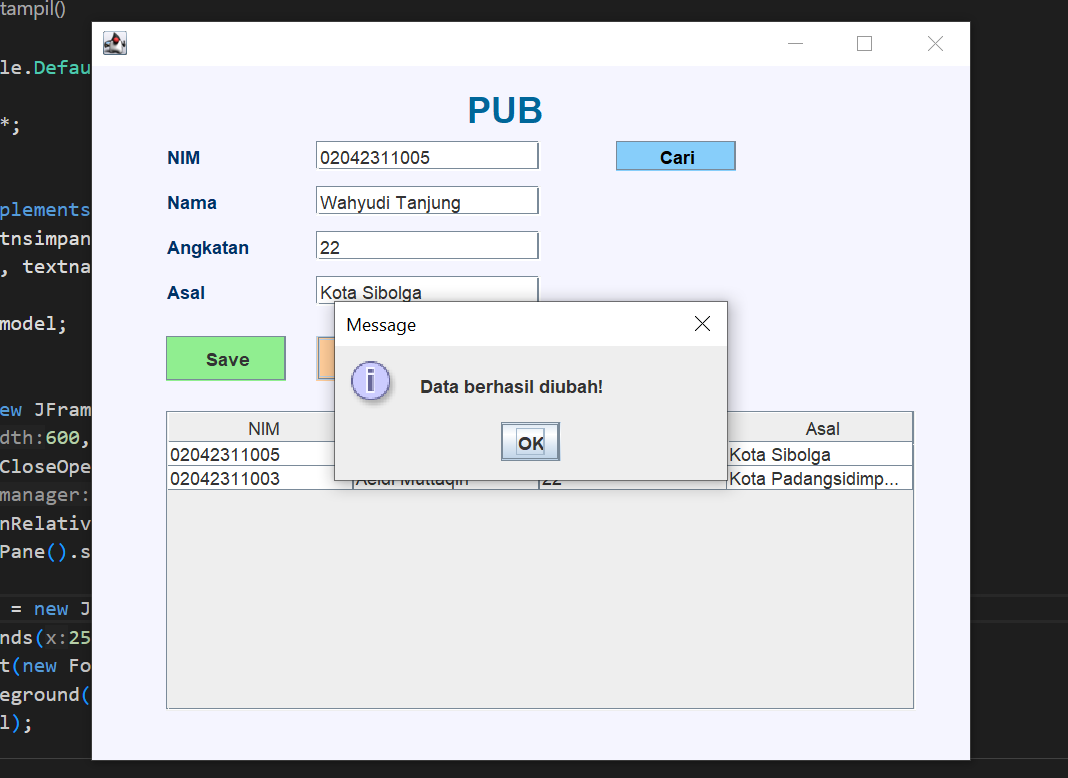 tampil()
le.Defau
*;
PUB
NIM 02042311005 Cari
plements
Nama Wahyudi Tanjung
tnsimpan
Angkatan 22
, textna
Asal Kota Sibolga
model;
Message
Save
Data berhasil diubah!
ew JFram
NIM Asal
dth:600,
OK
02042311005 Kota Sibolga
CloseOpe
02042311003 22 Kota Padangsidimp...
manager:
nRelativ
Pane().s
= new J
nds(x:25
t(new Fo
eground(
l);